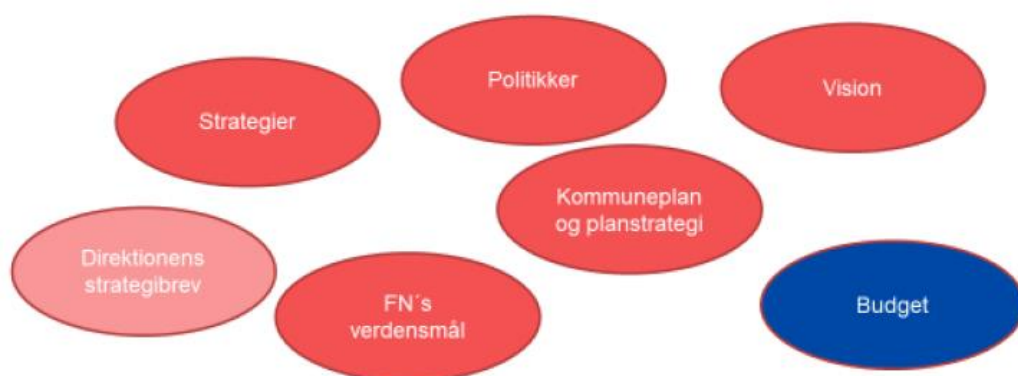 Politikker
Vision
Strategier
Kommuneplan
og planstrategi
Direktionens
strategibrev
FN´s
verdensmål
Budget